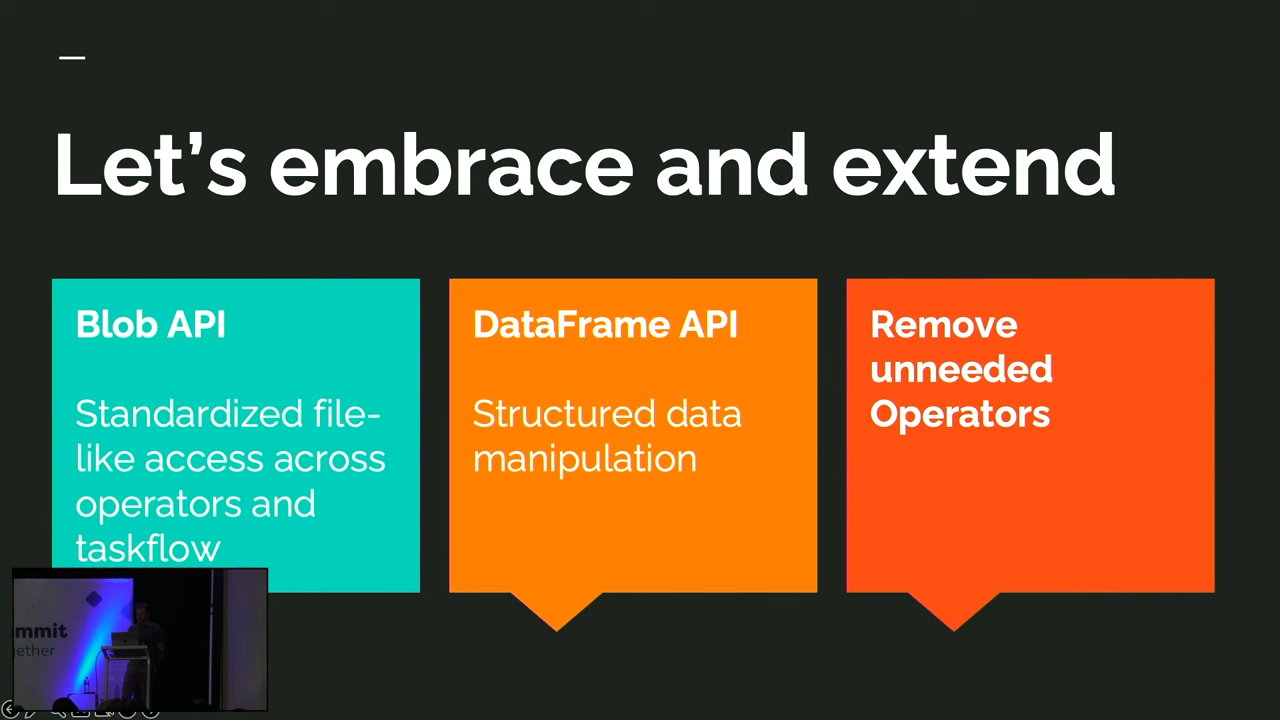 Let’s embrace and extend
Blob API
Standardized file-
like access across
operators and
taskflow
DataFrame API
Structured data
manipulation
Remove
unneeded
Operators
mmit
ether